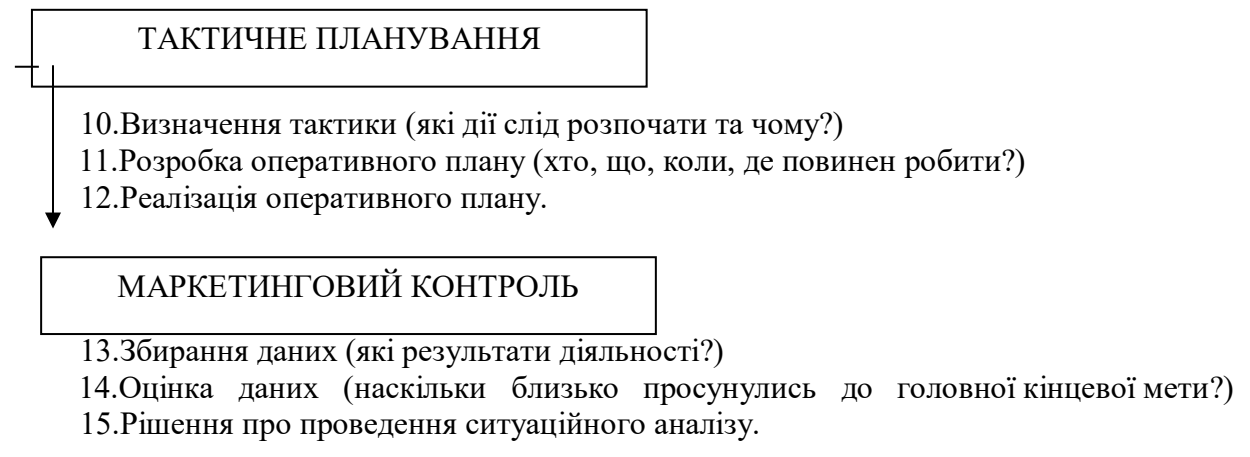 ТАКТИЧНЕ ПЛАНУВАННЯ
10.Визначення тактики (які дії слід розпочати та чому?)
11.Розробка оперативного плану (хто, що, коли, де повинен робити?)
12.Реалізація оперативного плану.
МАРКЕТИНГОВИЙ КОНТРОЛЬ
13.Збирання даних (які результати діяльності?)
14.Оцінка даних (наскільки близько просунулись до головної кінцевої мети?)
15.Рішення про проведення ситуаційного аналізу.